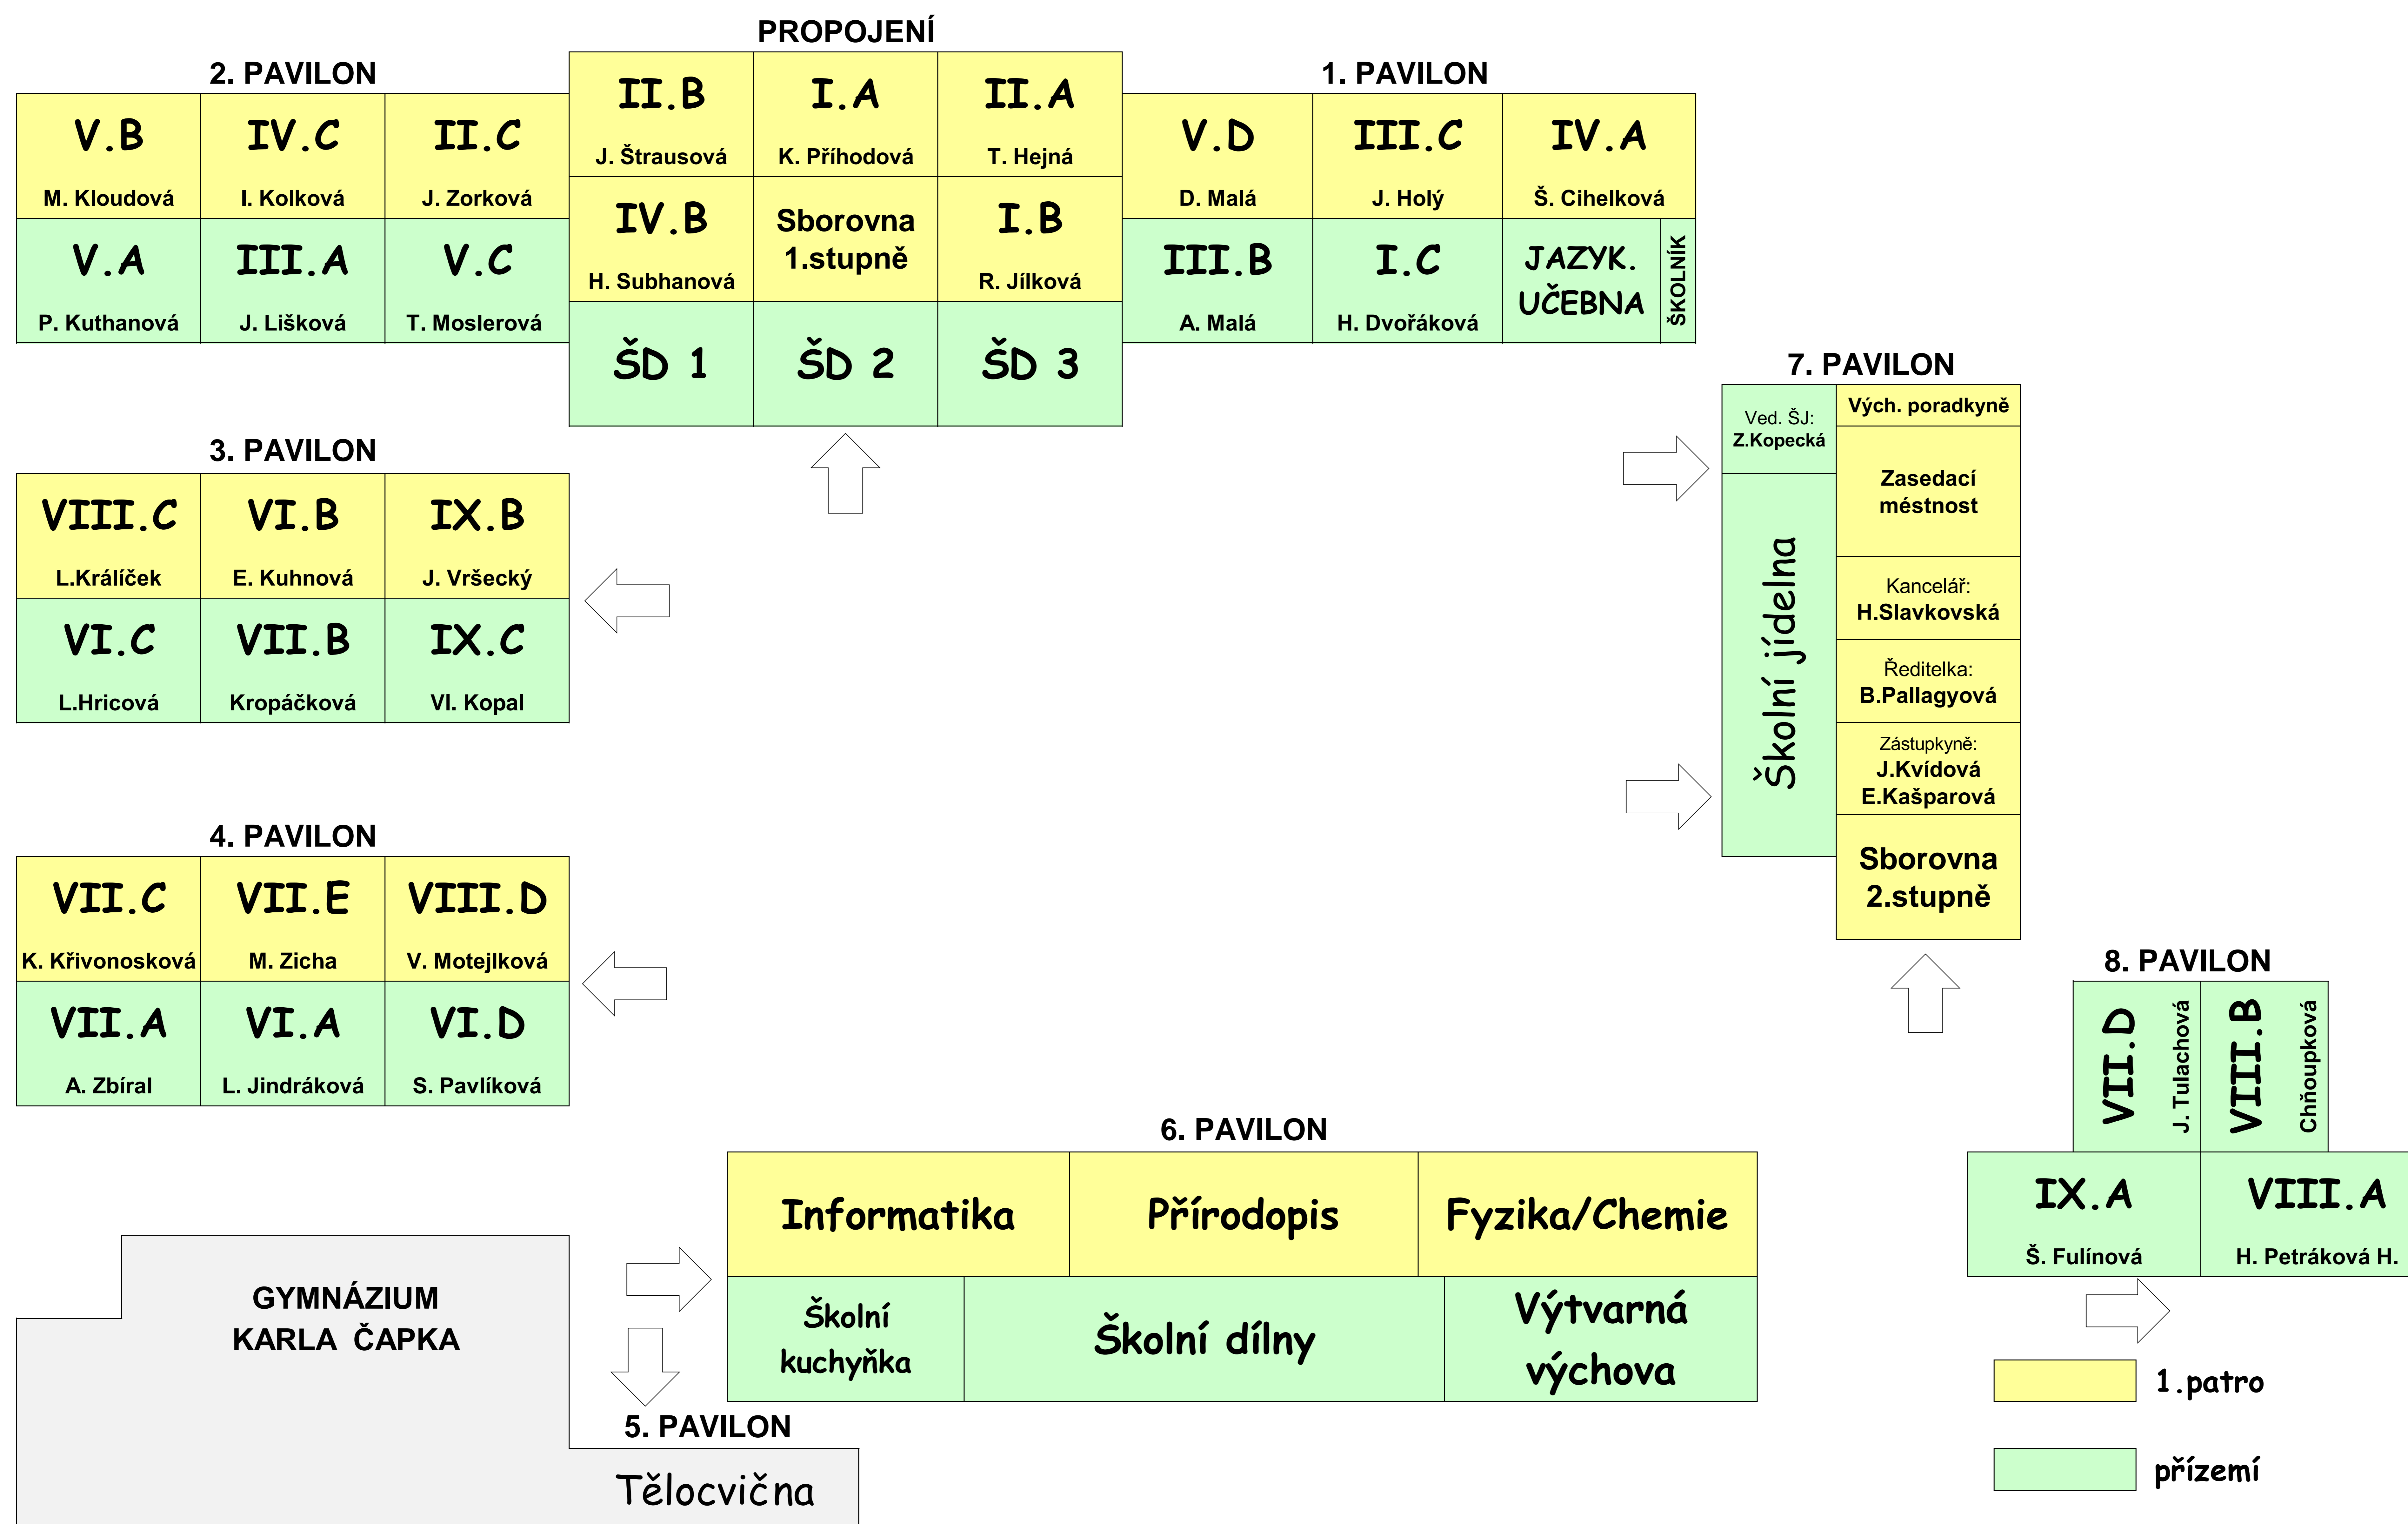 PROPOJENÍ
II.B
I.A
II.A
J. Štrausová
K. Příhodová
T. Hejná
IV.B
Sborovna
1.stupně
I.B
H. Subhanová
R. Jílková
ŠD 1
ŠD 2
ŠD 3
2. PAVILON
V.B
IV.C
II.C
M. Kloudová
I. Kolková
J. Zorková
V.A
III.A
V.C
P. Kuthanová
J. Lišková
T. Moslerová
1. PAVILON
V.D
III.C
IV.A
D. Malá
J. Holý
Š. Cihelková
III.B
I.C
JAZYK.
UČEBNA
ŠKOLNÍK
A. Malá
H. Dvořáková
3. PAVILON
VIII.C
VI.B
IX.B
L.Králíček
E. Kuhnová
J. Vršecký
VI.C
VII.B
IX.C
L.Hricová
Kropáčková
Vl. Kopal
7. PAVILON
Ved. ŠJ:
Z.Kopecká
Školní jídelna
Vých. poradkyně
Zasedací
méstnost
Kancelář:
H.Slavkovská
Ředitelka:
B.Pallagyová
Zástupkyně:
J.Kvídová
E.Kašparová
Sborovna
2.stupně
4. PAVILON
VII.C
VII.E
VIII.D
K. Křivonosková
M. Zicha
V. Motejlková
VII.A
VI.A
VI.D
A. Zbíral
L. Jindráková
S. Pavlíková
8. PAVILON
VII.D
J. Tulachová
VIII.B
Chňoupková
IX.A
VIII.A
Š. Fulínová
H. Petráková H.
6. PAVILON
Informatika
Přírodopis
Fyzika/Chemie
Školní
kuchyňka
Školní dílny
Výtvarná
výchova
GYMNÁZIUM
KARLA ČAPKA
5. PAVILON
Tělocvična
1.patro
přízemí